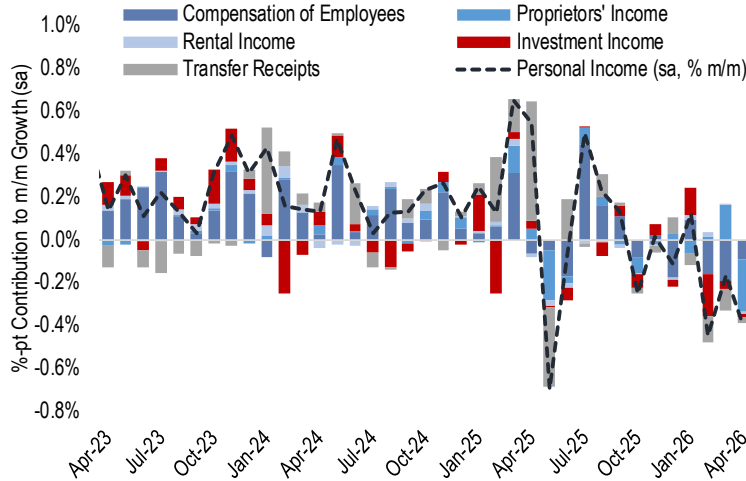 Compensation of Employees
Proprietors' Income
Rental Income
Investment Income
Transfer Receipts
Personal Income (sa, % m/m)
%-pt Contribution to m/m Growth (sa)
1.0%
0.8%
0.6%
0.4%
0.2%
0.0%
-0.2%
-0.4%
-0.6%
-0.8%
Apr-23
Jul-23
Oct-23
Jan-24
Apr-24
Jul-24
Oct-24
Jan-25
Apr-25
Jul-25
Oct-25
Jan-26
Apr-26